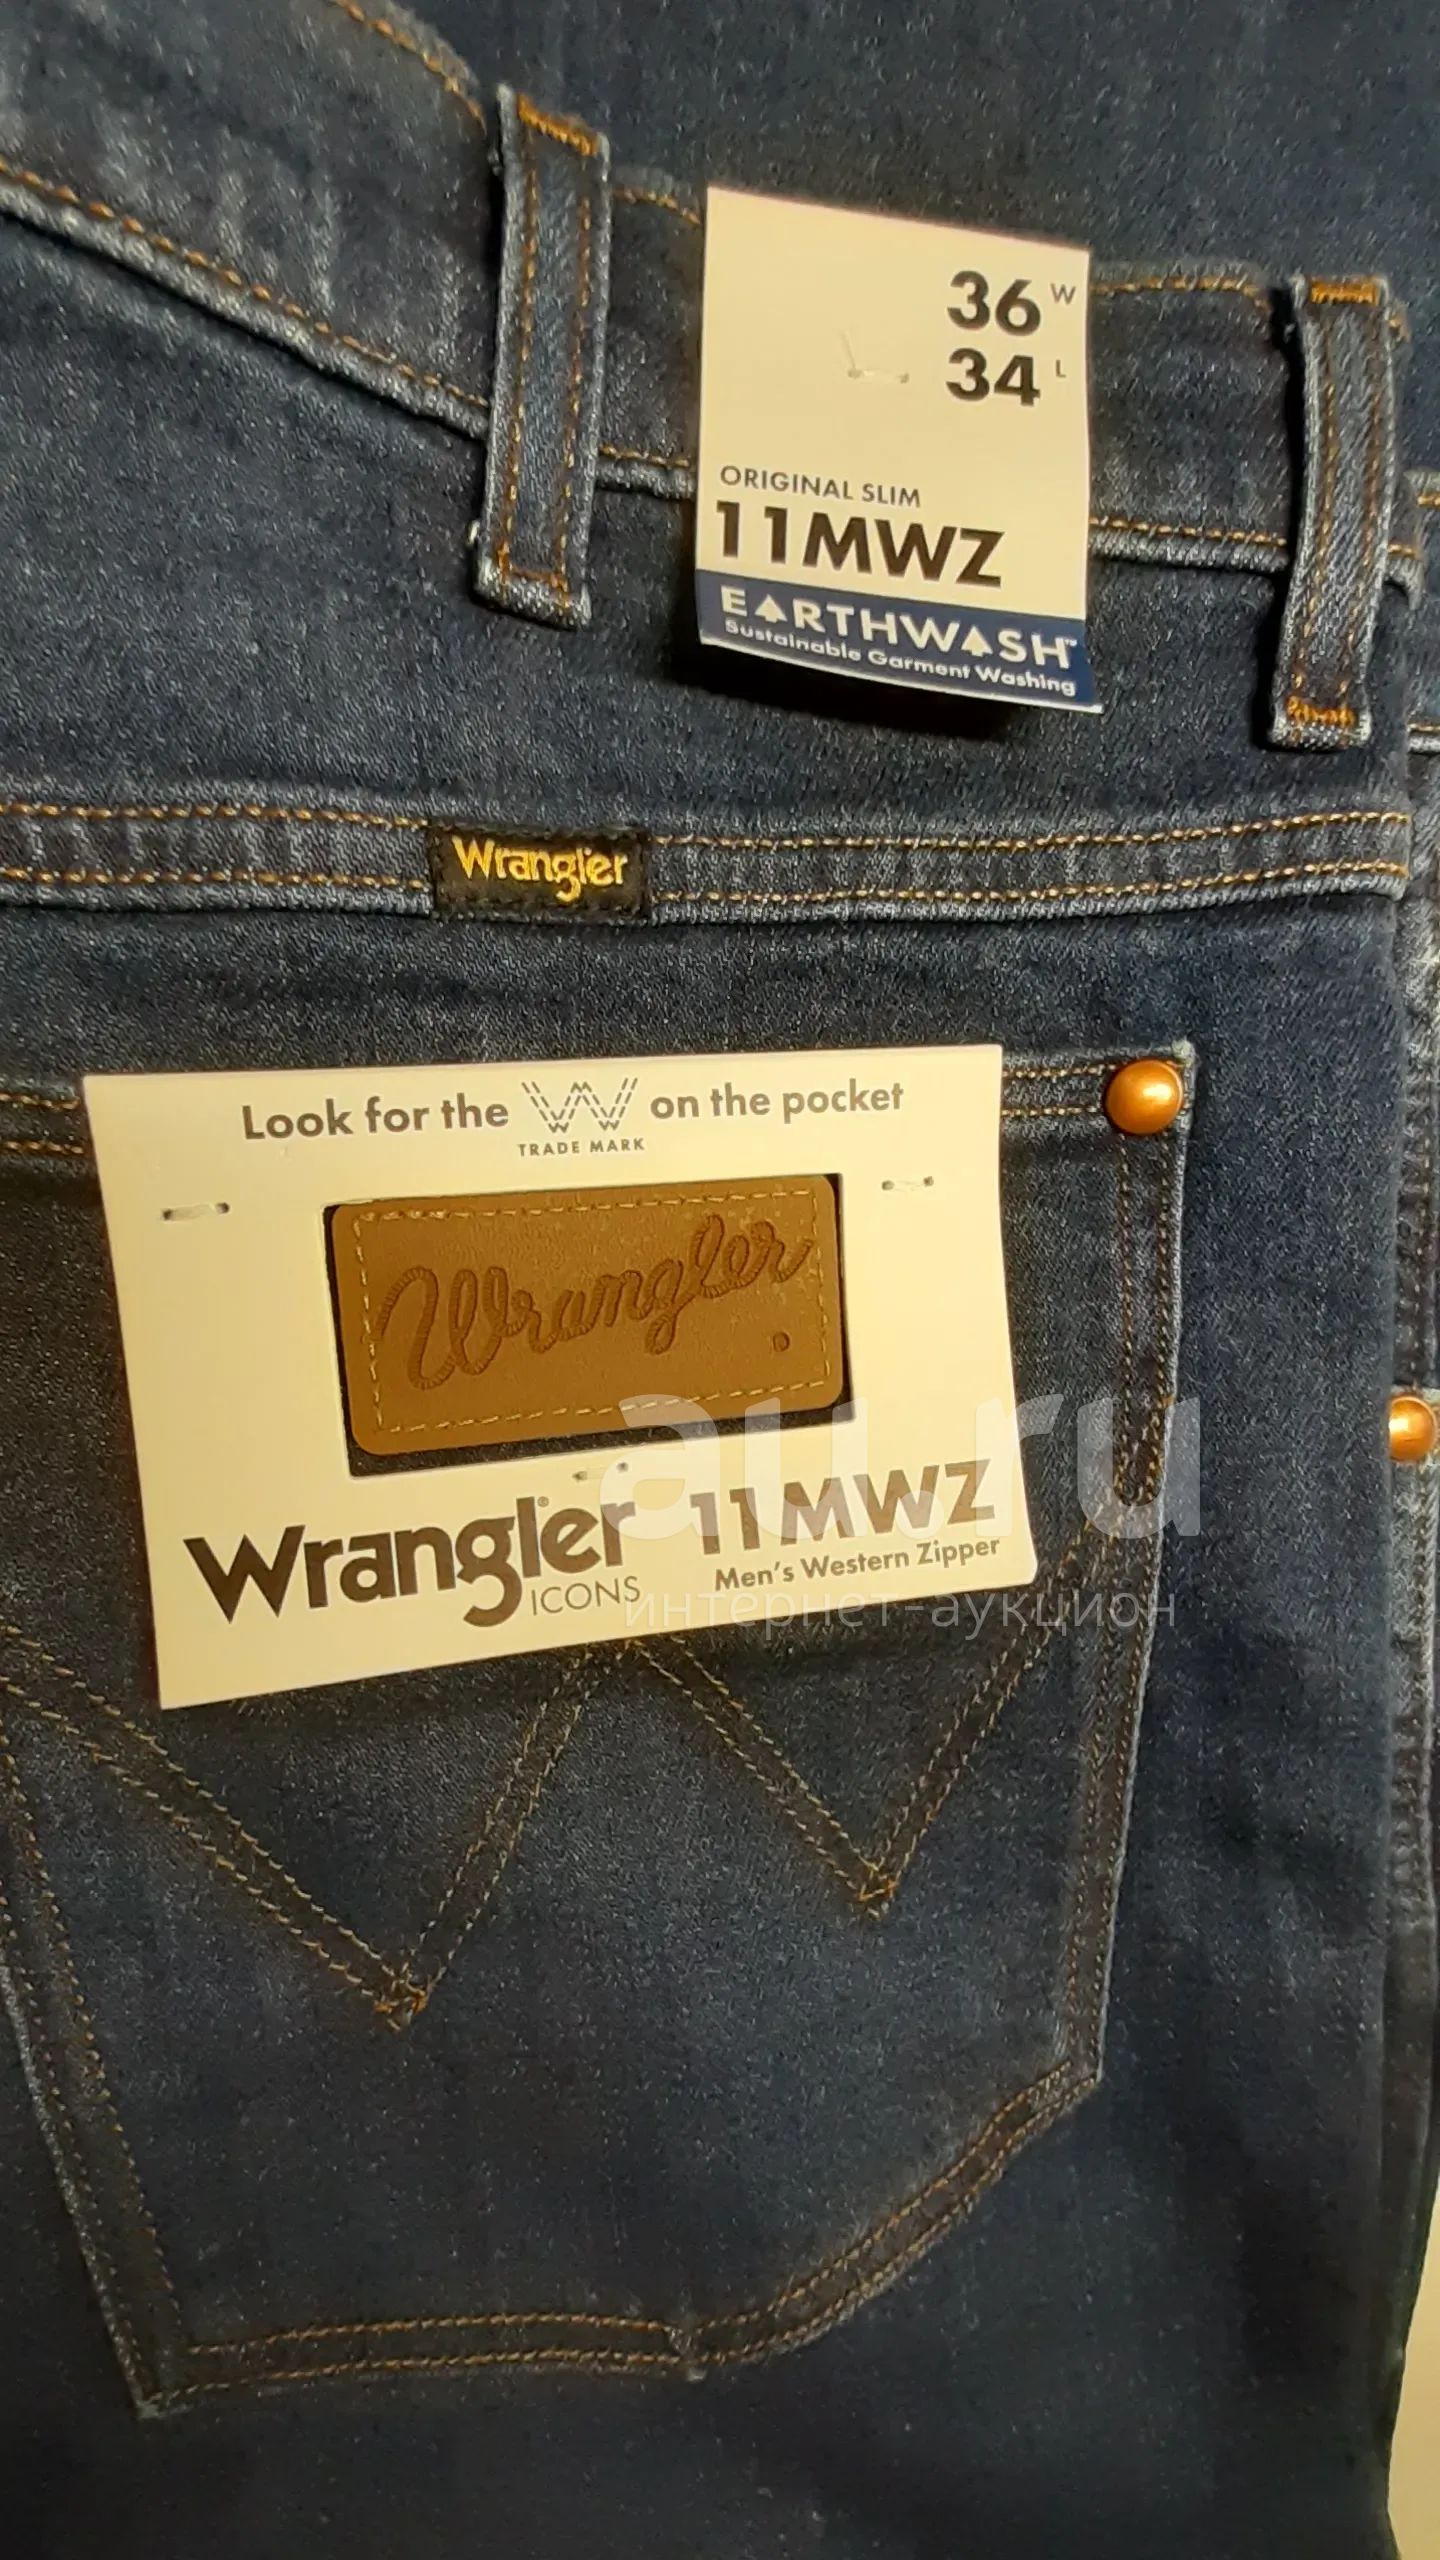 36 W
34 L
ORIGINAL SLIM
11MWZ
EARTHWASH™
Sustainable Garment Washing
Wrangler
Look for the W on the pocket
TRADE MARK
Wrangler
Wrangler® 11MWZ
ICONS Men's Western Zipper
au.ru
интернет-аукцион